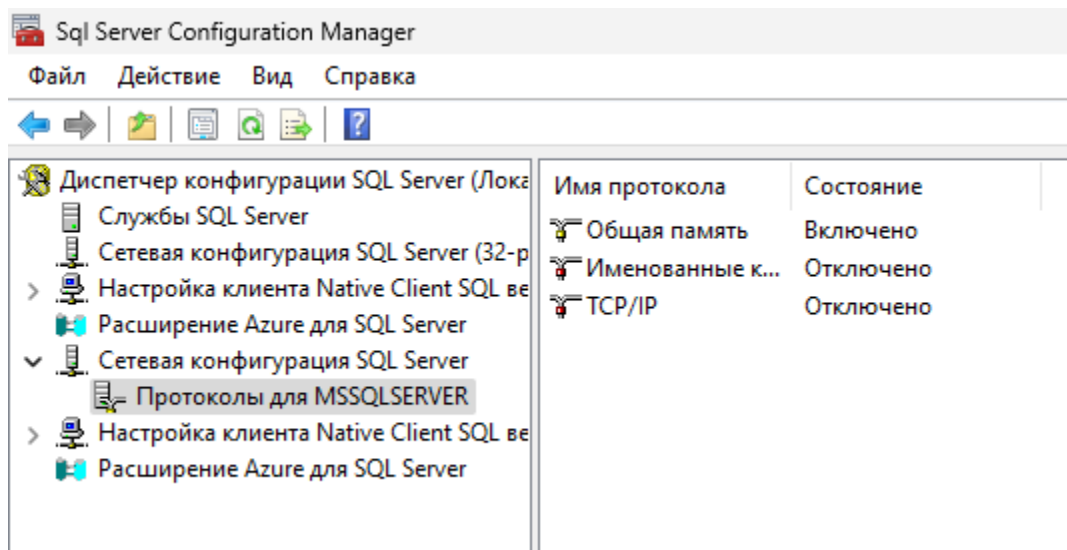 Sql Server Configuration Manager
Файл Действие Вид Справка
Диспетчер конфигурации SQL Server (Лока
Службы SQL Server
Сетевая конфигурация SQL Server (32-р
Настройка клиента Native Client SQL ве
Расширение Azure для SQL Server
Сетевая конфигурация SQL Server
Протоколы для MSSQLSERVER
Настройка клиента Native Client SQL ве
Расширение Azure для SQL Server
Имя протокола Состояние
Общая память Включено
Именованные к... Отключено
TCP/IP Отключено